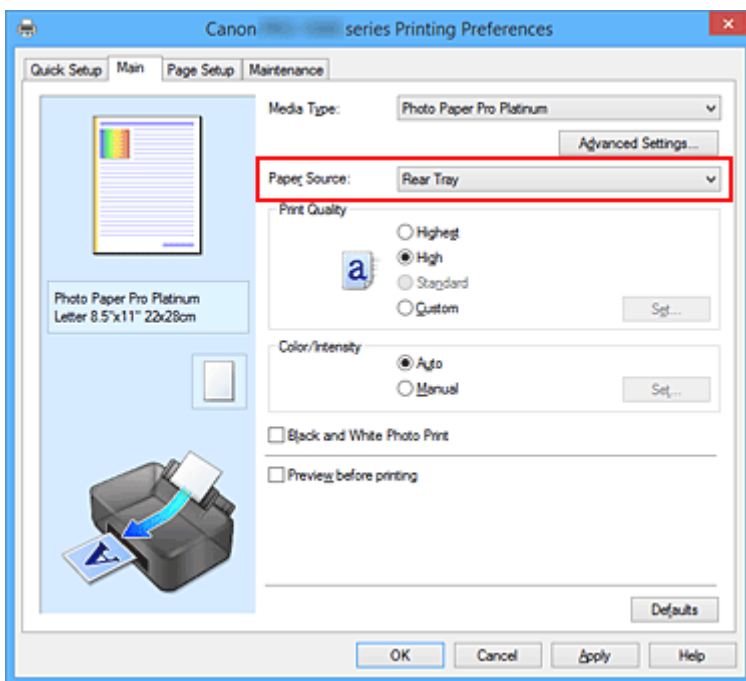 Canon series Printing Preferences
Quick Setup Main Page Setup Maintenance
Media Type: Photo Paper Pro Platinum
Advanced Settings...
Paper Source: Rear Tray
Print Quality
Highest
a High
Standard
Photo Paper Pro Platinum
Letter 8.5"x11" 22x28cm
Custom Set...
Color/Intensity
Auto
Manual Set...
Black and White Photo Print
Preview before printing
A
Defaults
OK Cancel Apply Help